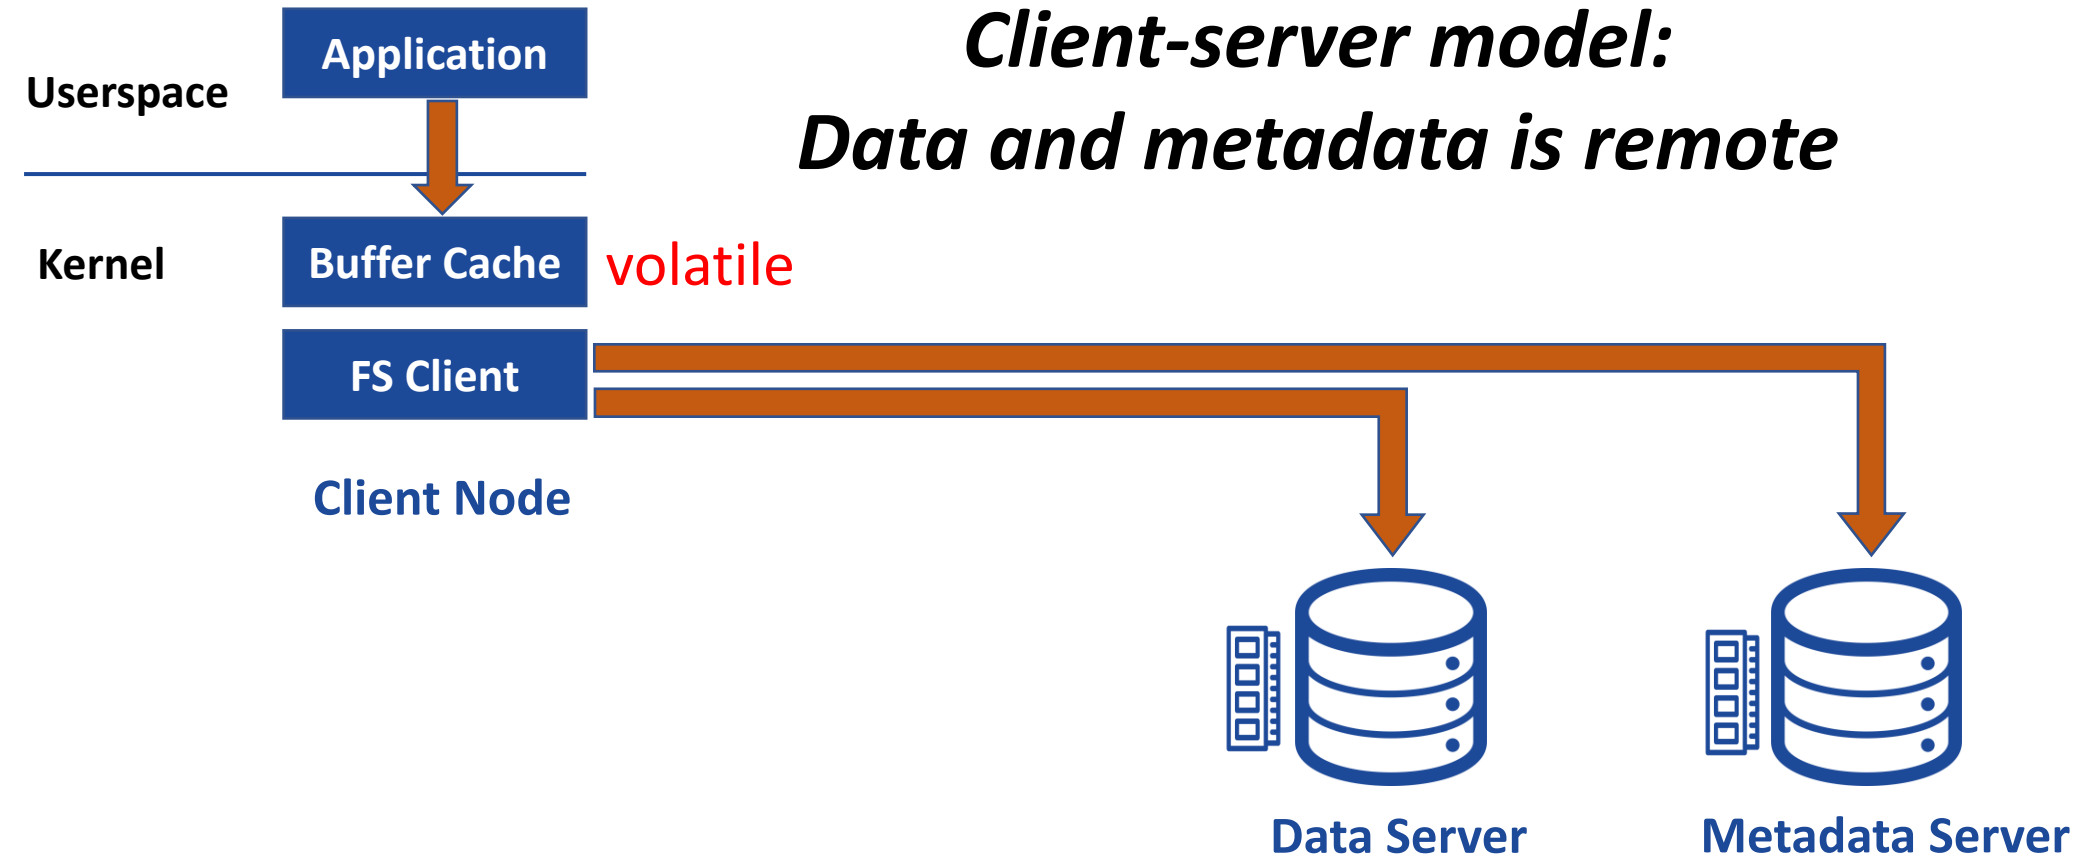 Client-server model:
Data and metadata is remote
Userspace
Application
Kernel
Buffer Cache
volatile
FS Client
Client Node
Data Server
Metadata Server